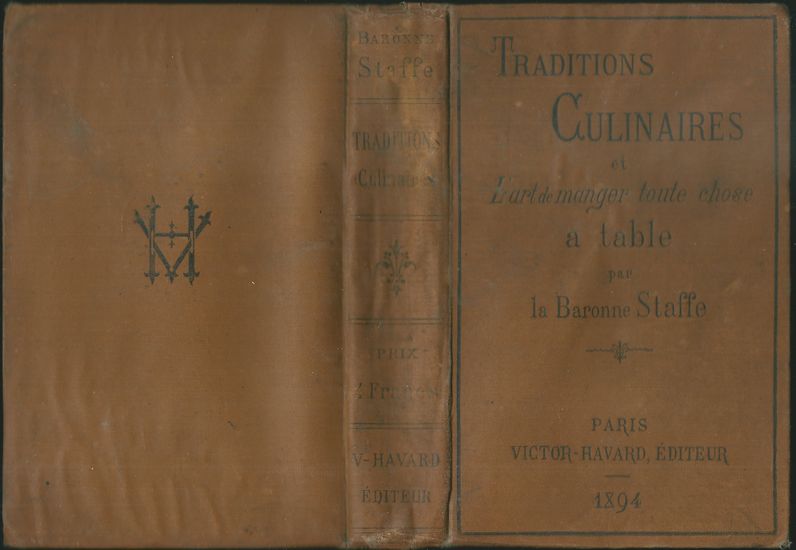 BARONNE
Staffe
TRADITIONS
Culinaires
PRIX
Francs
V-HAVARD
ÉDITEUR
TRADITIONS
CULINAIRES
et
L'art de manger toute chose
a table
par
la Baronne Staffe
PARIS
VICTOR-HAVARD, ÉDITEUR
1894